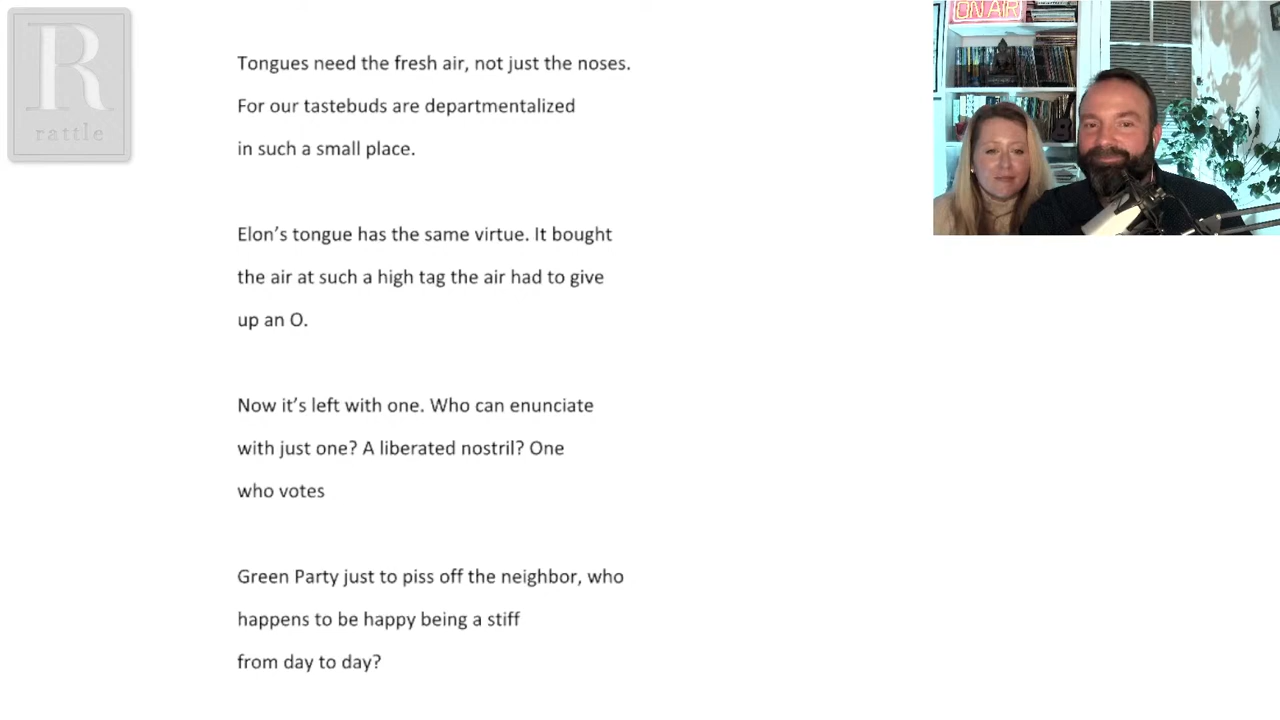 R
rattle
ON AIR
Tongues need the fresh air, not just the noses.
For our tastebuds are departmentalized
in such a small place.
Elon’s tongue has the same virtue. It bought
the air at such a high tag the air had to give
up an O.
Now it’s left with one. Who can enunciate
with just one? A liberated nostril? One
who votes
Green Party just to piss off the neighbor, who
happens to be happy being a stiff
from day to day?